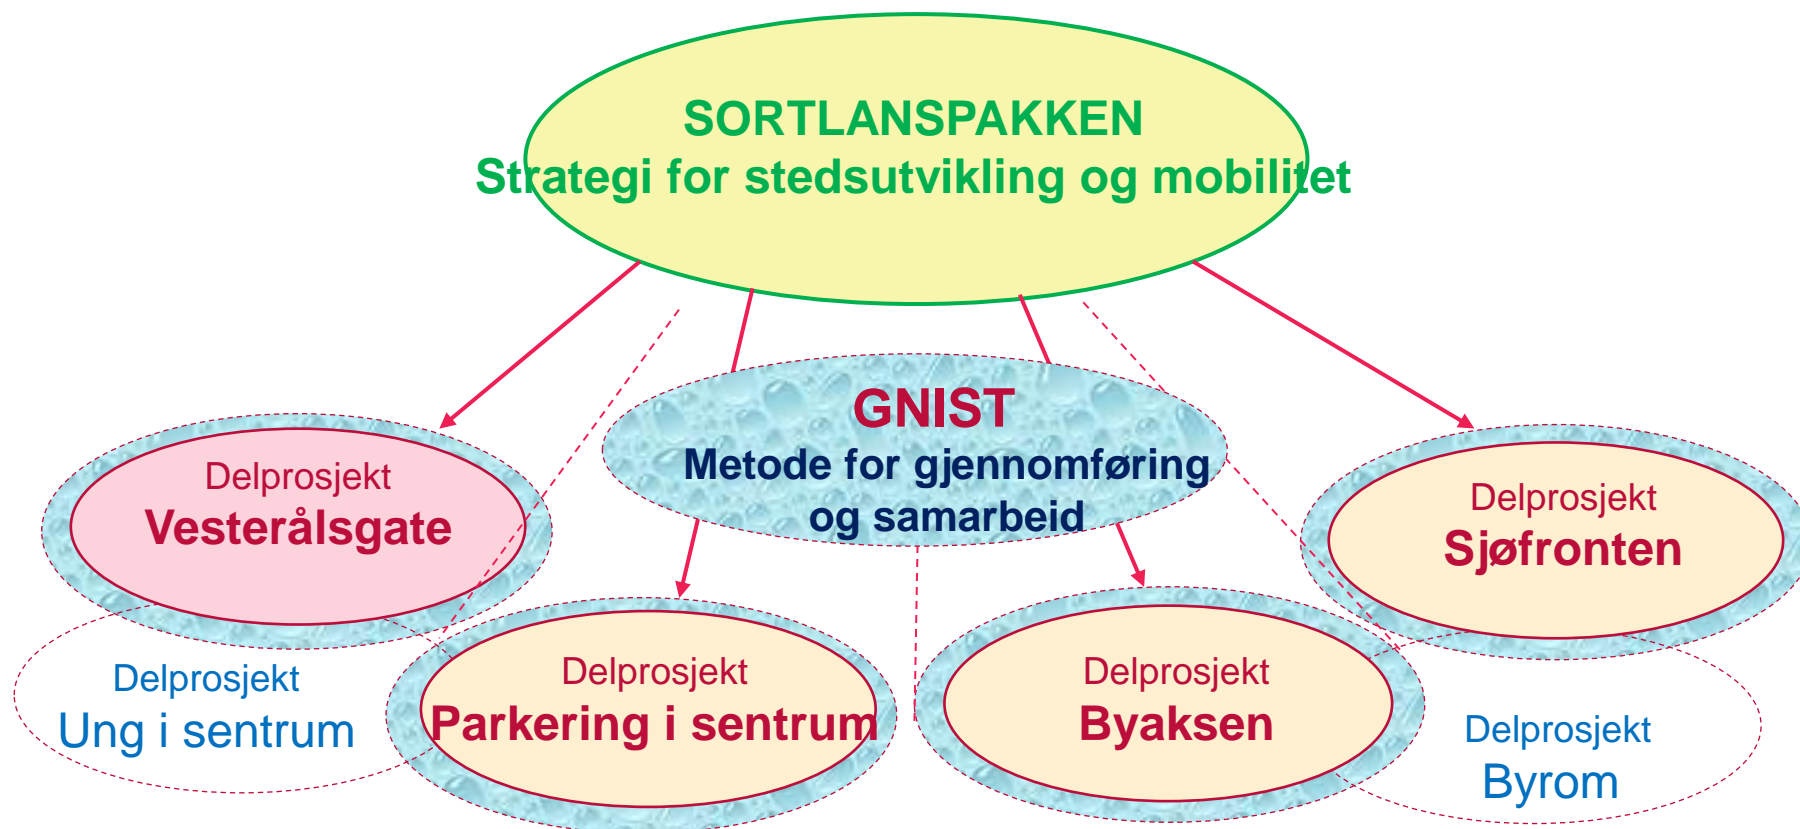 SORTLANSPAKKEN
Strategi for stedsutvikling og mobilitet
GNIST
Metode for gjennomføring
og samarbeid
Delprosjekt
Vesterålsgate
Delprosjekt
Sjøfronten
Delprosjekt
Ung i sentrum
Delprosjekt
Parkering i sentrum
Delprosjekt
Byaksen
Delprosjekt
Byrom